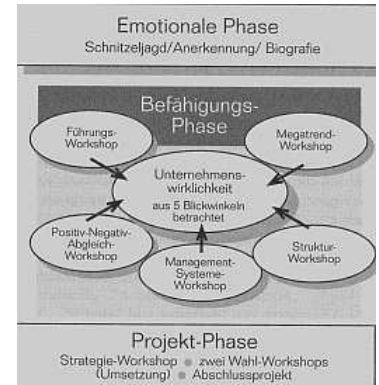 Emotionale Phase
Schnitzeljagd/Anerkennung/ Biografie
Befähigungs-
Phase
Führungs-
Workshop
Megatrend-
Workshop
Unternehmens-
wirklichkeit
aus 5 Blickwinkeln
betrachtet
Positiv-Negativ-
Abgleich-
Workshop
Management-
Systeme-
Workshop
Struktur-
Workshop
Projekt-Phase
Strategie-Workshop ● zwei Wahl-Workshops
(Umsetzung) ● Abschlussprojekt